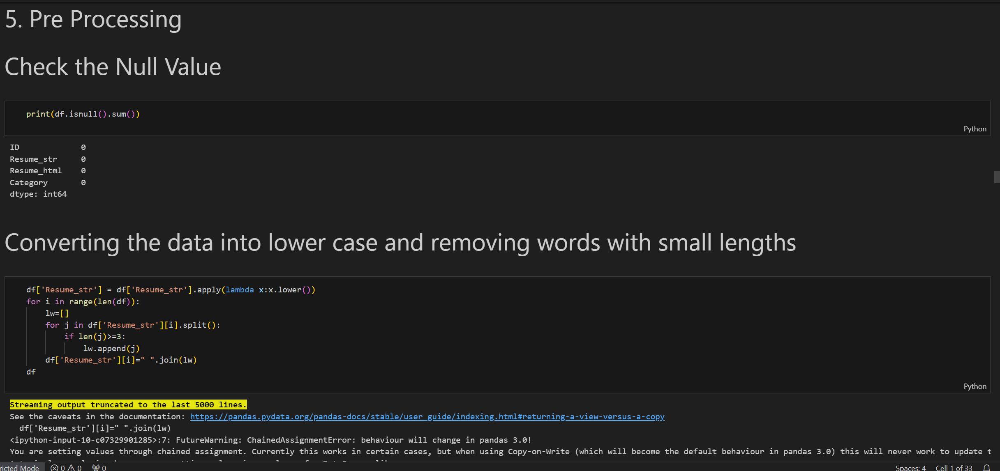 5. Pre Processing
Check the Null Value
print(df.isnull().sum())
Python
ID 0
Resume_str 0
Resume_html 0
Category 0
dtype: int64
Converting the data into lower case and removing words with small lengths
df['Resume_str'] = df['Resume_str'].apply(lambda x:x.lower())
for i in range(len(df)):
    lw=[]
    for j in df['Resume_str'][i].split():
        if len(j)>=3:
            lw.append(j)
    df['Resume_str'][i]=" ".join(lw)
df
Python
Streaming output truncated to the last 5000 lines.
See the caveats in the documentation: https://pandas.pydata.org/pandas-docs/stable/user_guide/indexing.html#returning-a-view-versus-a-copy
  df['Resume_str'][i]=" ".join(lw)
<ipython-input-10-c07329901285>:7: FutureWarning: ChainedAssignmentError: behaviour will change in pandas 3.0!
You are setting values through chained assignment. Currently this works in certain cases, but when using Copy-on-Write (which will become the default behaviour in pandas 3.0) this will never work to update t
ricted Mode 0 0 0 Spaces: 4 Cell 1 of 33